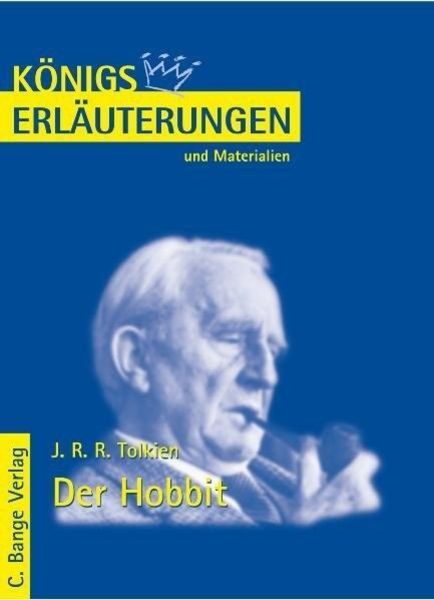 KÖNIGS
ERLÄUTERUNGEN
und Materialien
J. R. R. Tolkien
Der Hobbit
C. Bange Verlag